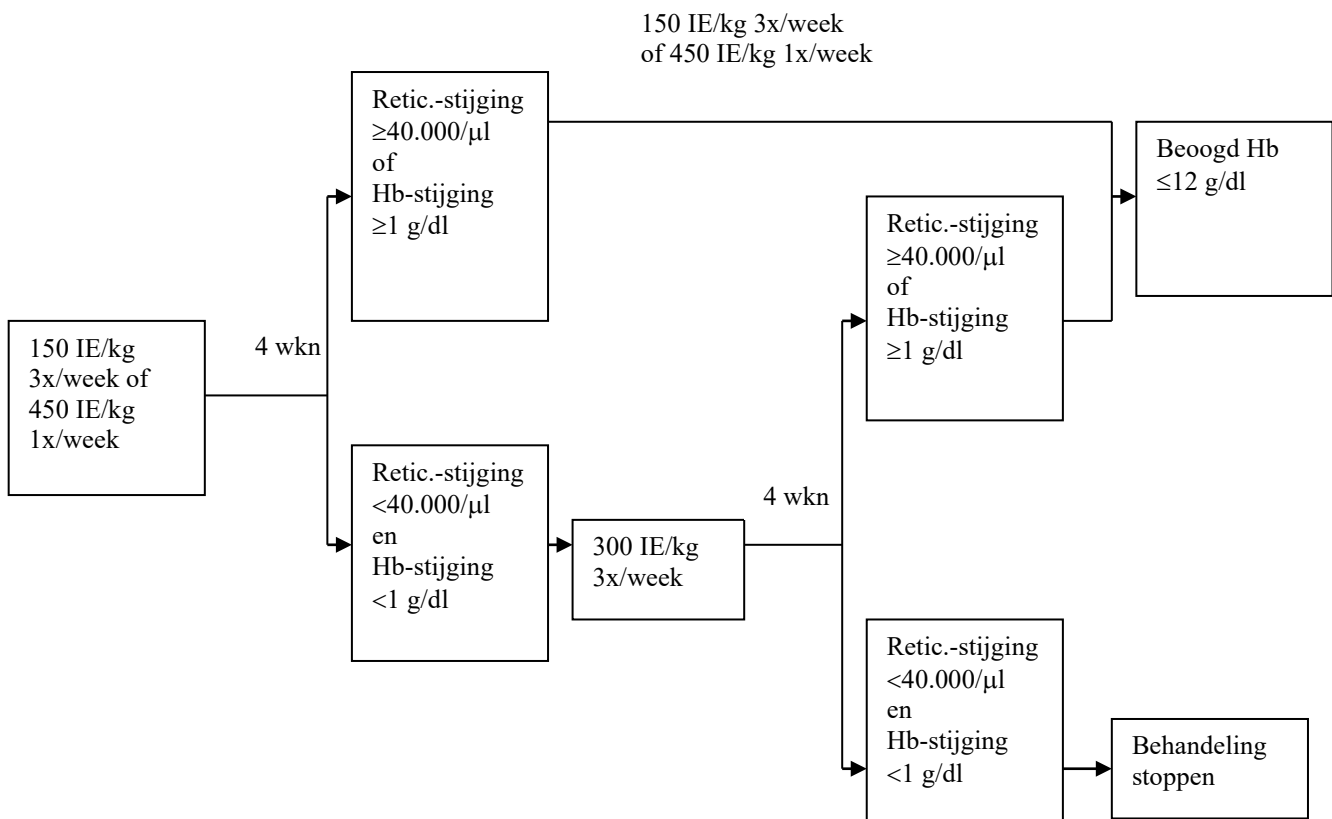 150 IE/kg 3x/week
of 450 IE/kg 1x/week
Retic.-stijging
≥40.000/μl
of
Hb-stijging
≥1 g/dl
Beoogd Hb
≤12 g/dl
Retic.-stijging
≥40.000/μl
of
Hb-stijging
≥1 g/dl
150 IE/kg
3x/week of
450 IE/kg
1x/week
4 wkn
Retic.-stijging
<40.000/μl
en
Hb-stijging
<1 g/dl
300 IE/kg
3x/week
4 wkn
Retic.-stijging
<40.000/μl
en
Hb-stijging
<1 g/dl
Behandeling
stoppen